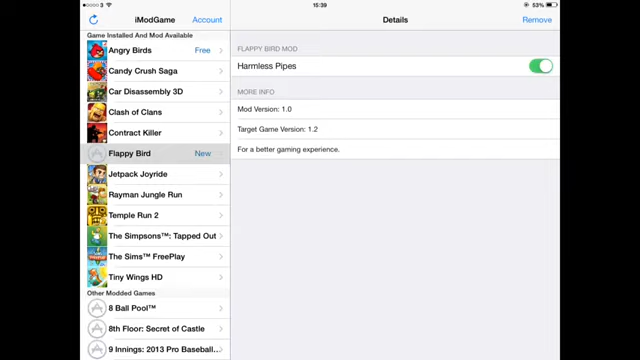 3 15:39 53%
iModGame Account Details Remove
Game Installed And Mod Available
Angry Birds Free
Candy Crush Saga
Car Disassembly 3D
Clash of Clans
Contract Killer
Flappy Bird New
Jetpack Joyride
Rayman Jungle Run
Temple Run 2
The Simpsons™: Tapped Out
The Sims™ FreePlay
Tiny Wings HD
Other Modded Games
8 Ball Pool™
8th Floor: Secret of Castle
9 Innings: 2013 Pro Baseball...
FLAPPY BIRD MOD
Harmless Pipes
MORE INFO
Mod Version: 1.0
Target Game Version: 1.2
For a better gaming experience.